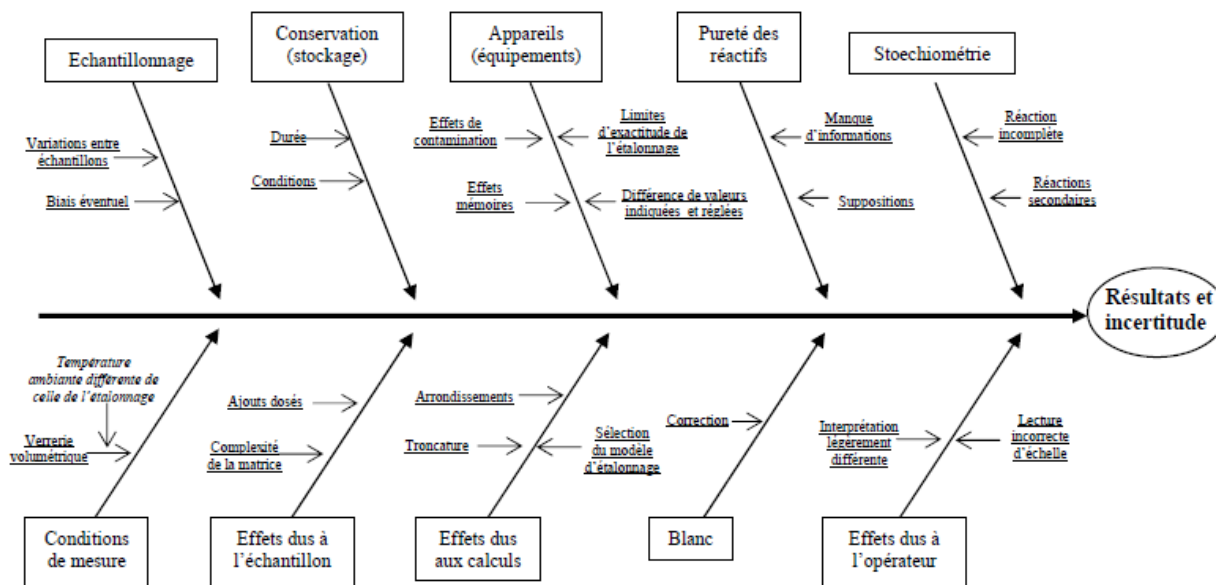 Echantillonnage
Conservation
(stockage)
Appareils
(équipements)
Pureté des
réactifs
Stoechiométrie
Variations entre
échantillons
Biais éventuel
Durée
Conditions
Effets de
contamination
Effets
mémoires
Limites
d'exactitude de
l'étalonnage
Différence de valeurs
indiquées et réglées
Manque
d'informations
Suppositions
Réaction
incomplète
Réactions
secondaires
Résultats et
incertitude
Température
ambiante différente de
celle de l'étalonnage
Verrerie
volumétrique
Ajouts dosés
Complexité
de la matrice
Arrondissements
Troncature
Sélection
du modèle
d'étalonnage
Correction
Interprétation
légèrement
différente
Lecture
incorrecte
d'échelle
Conditions
de mesure
Effets dus à
l'échantillon
Effets dus
aux calculs
Blanc
Effets dus à
l'opérateur